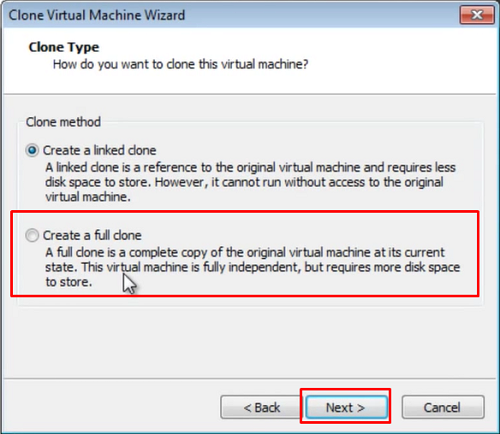 Clone Virtual Machine Wizard
Clone Type
How do you want to clone this virtual machine?
Clone method
Create a linked clone
A linked clone is a reference to the original virtual machine and requires less
disk space to store. However, it cannot run without access to the original
virtual machine.
Create a full clone
A full clone is a complete copy of the original virtual machine at its current
state. This virtual machine is fully independent, but requires more disk space
to store.
< Back Next > Cancel